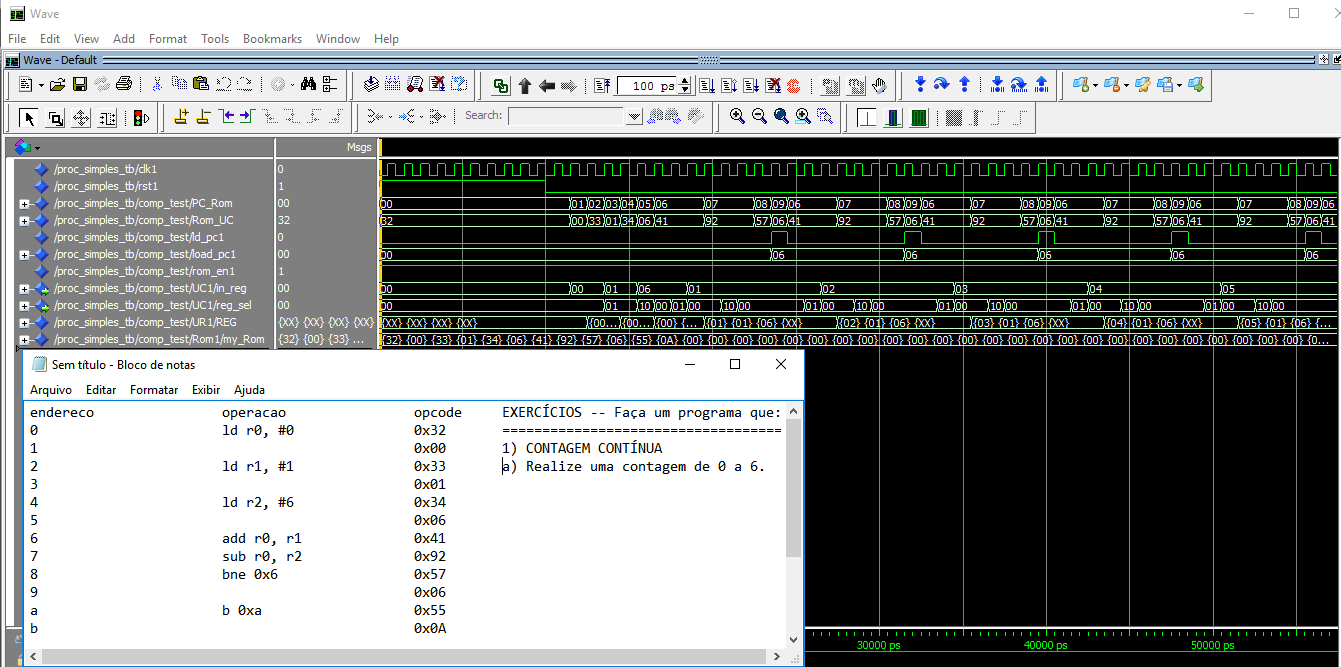 Wave
File Edit View Add Format Tools Bookmarks Window Help
Wave - Default
100 ps
Search:
Msgs
/proc_simples_tb/clk1 0
/proc_simples_tb/rst1 1
/proc_simples_tb/comp_test/PC_Rom 00 00 01 02 03 04 05 06 07 08 09 06 07 08 09 06 07 08 09 06 07 08 09 06 07 08 09 06
/proc_simples_tb/comp_test/Rom_UC 32 32 00 33 01 34 06 41 92 57 06 41 92 57 06 41 92 57 06 41 92 57 06 41 92 57 06 41
/proc_simples_tb/comp_test/ld_pc1 0
/proc_simples_tb/comp_test/load_pc1 00 00 06 06 06 06 06
/proc_simples_tb/comp_test/rom_en1 1
/proc_simples_tb/comp_test/UC1/in_reg 00 00 00 01 06 01 02 03 04 05
/proc_simples_tb/comp_test/UC1/reg_sel 00 00 01 10 00 01 00 10 00 01 00 10 00 01 00 10 00 01 00 10 00 01 00 10 00
/proc_simples_tb/comp_test/UR1/REG {XX} {XX} {XX} {XX} {XX} {XX} {XX} {XX} {00... {00... {00} {... {01} {01} {06} {XX} {02} {01} {06} {XX} {03} {01} {06} {XX} {04} {01} {06} {XX} {05} {01} {06} {...
/proc_simples_tb/comp_test/Rom1/my_Rom {32} {00} {33} ... {32} {00} {33} {01} {34} {06} {41} {92} {57} {06} {55} {0A} {00} {00} {00} {00} {00} {00} {00} {00} {00} {00} {00} {00} {00} {00} {00} {00} {00} {00} {00} {0...
Sem título - Bloco de notas
Arquivo Editar Formatar Exibir Ajuda
endereco operacao opcode EXERCÍCIOS -- Faça um programa que:
0 ld r0, #0 0x32 ===================================
1 0x00 1) CONTAGEM CONTÍNUA
2 ld r1, #1 0x33 a) Realize uma contagem de 0 a 6.
3 0x01
4 ld r2, #6 0x34
5 0x06
6 add r0, r1 0x41
7 sub r0, r2 0x92
8 bne 0x6 0x57
9 0x06
a b 0xa 0x55
b 0x0A
30000 ps 40000 ps 50000 ps